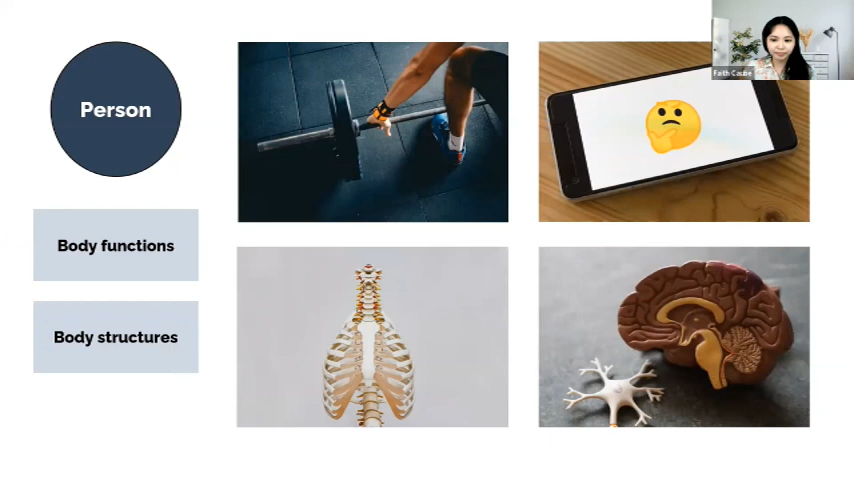 Person
Body functions
Body structures
Faith Caube